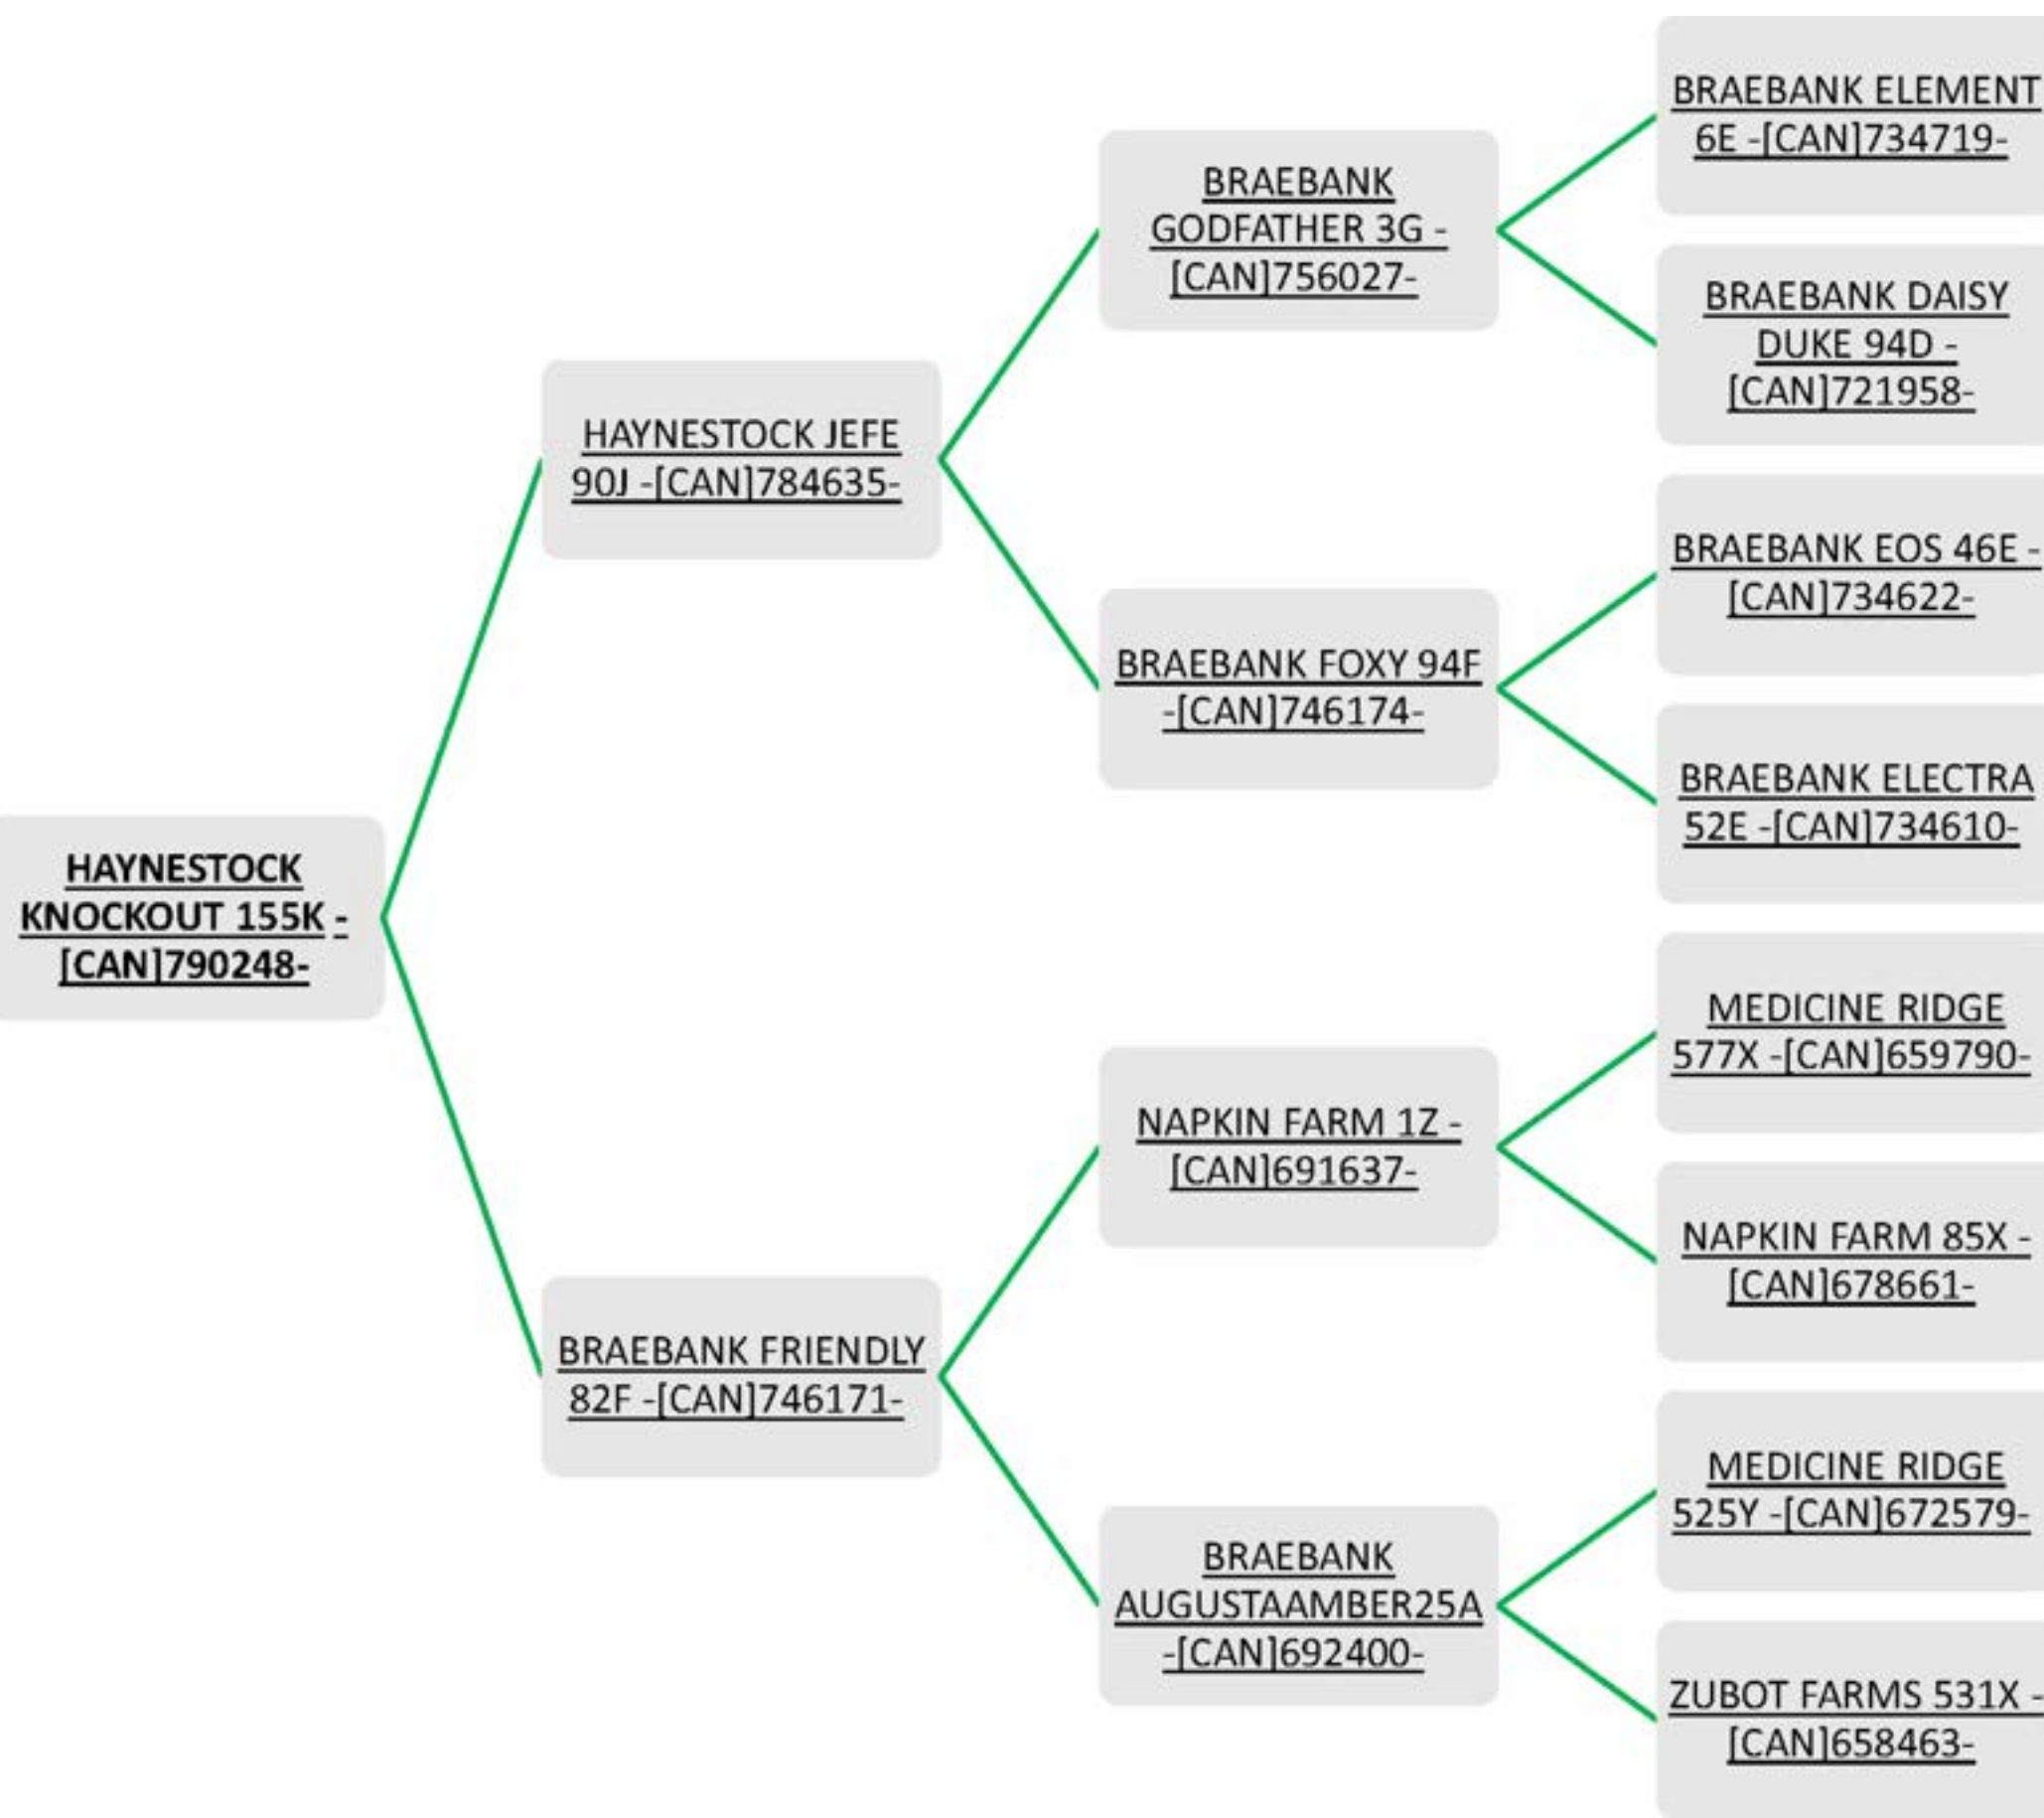 BRAEBANK ELEMENT
6E -[CAN]734719-
BRAEBANK
GODFATHER 3G -
[CAN]756027-
BRAEBANK DAISY
DUKE 94D -
[CAN]721958-
HAYNESTOCK JEFE
90J -[CAN]784635-
BRAEBANK EOS 46E -
[CAN]734622-
BRAEBANK FOXY 94F
-[CAN]746174-
BRAEBANK ELECTRA
52E -[CAN]734610-
HAYNESTOCK
KNOCKOUT 155K -
[CAN]790248-
MEDICINE RIDGE
577X -[CAN]659790-
NAPKIN FARM 1Z -
[CAN]691637-
NAPKIN FARM 85X -
[CAN]678661-
BRAEBANK FRIENDLY
82F -[CAN]746171-
MEDICINE RIDGE
525Y -[CAN]672579-
BRAEBANK
AUGUSTAAMBER25A
-[CAN]692400-
ZUBOT FARMS 531X -
[CAN]658463-